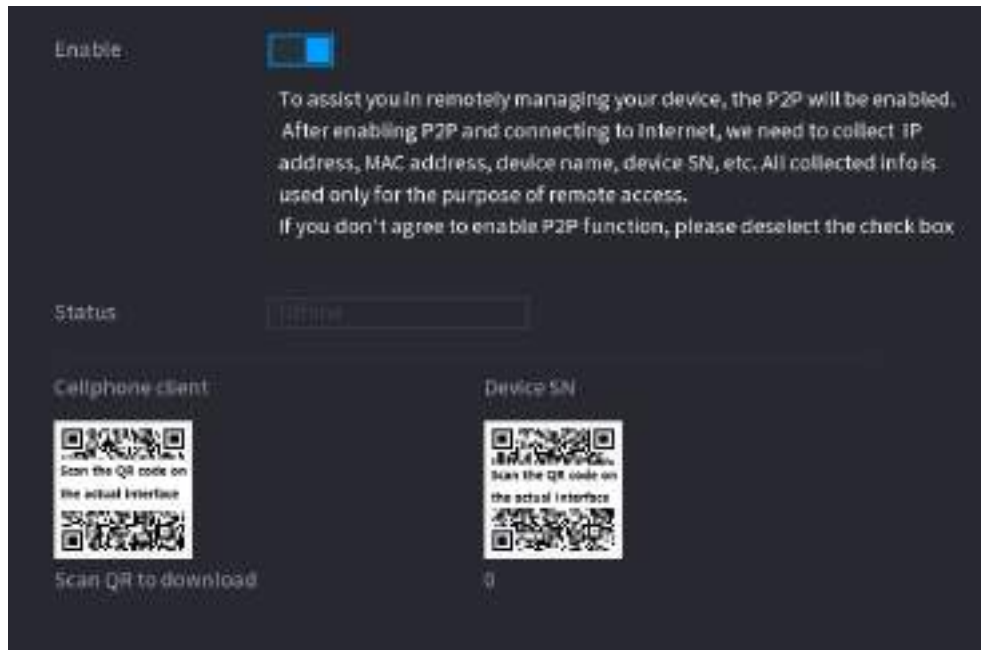 Enable
To assist you in remotely managing your device, the P2P will be enabled.
After enabling P2P and connecting to Internet, we need to collect IP
address, MAC address, device name, device SN, etc. All collected info is
used only for the purpose of remote access.
If you don't agree to enable P2P function, please deselect the check box
Status
Offline
Cellphone client
Device SN
Scan the QR code on
the actual interface
Scan the QR code on
the actual interface
Scan QR to download
0